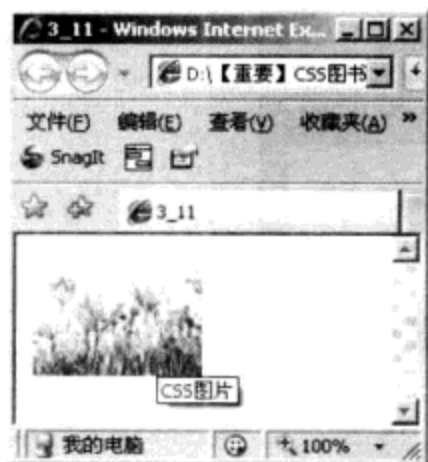 3_11 - Windows Internet Ex...
D:\【重要】CSS图书
文件(F) 编辑(E) 查看(V) 收藏夹(A) »
SnagIt
3_11
CSS图片
我的电脑 100%